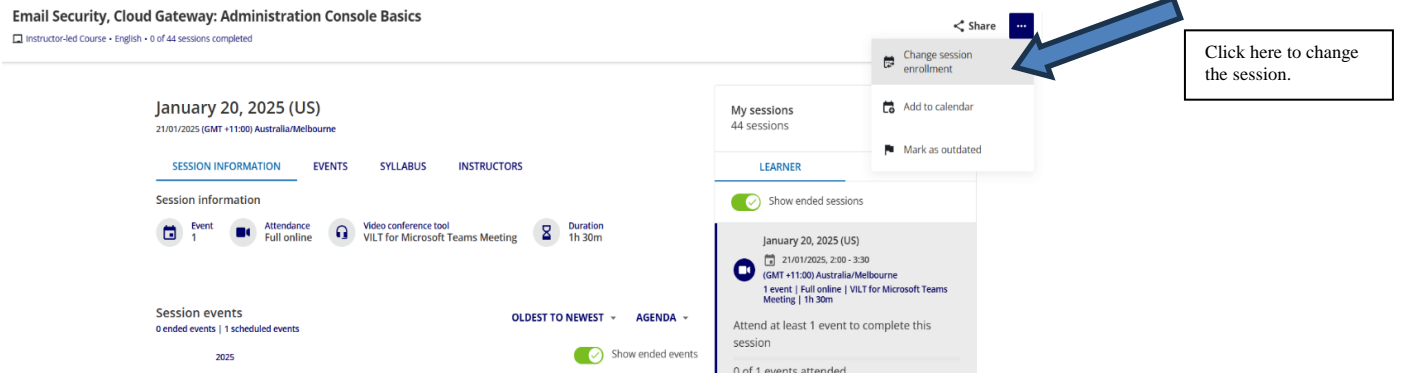 Email Security, Cloud Gateway: Administration Console Basics
Instructor-led Course • English • 0 of 44 sessions completed
Share
Change session
enrollment
Add to calendar
Mark as outdated
Click here to change
the session.
January 20, 2025 (US)
21/01/2025 (GMT +11:00) Australia/Melbourne
SESSION INFORMATION EVENTS SYLLABUS INSTRUCTORS
Session information
Event
1
Attendance
Full online
Video conference tool
VILT for Microsoft Teams Meeting
Duration
1h 30m
Session events
0 ended events | 1 scheduled events
OLDEST TO NEWEST AGENDA
2025
Show ended events
My sessions
44 sessions
LEARNER
Show ended sessions
January 20, 2025 (US)
21/01/2025, 2:00 - 3:30
(GMT +11:00) Australia/Melbourne
1 event | Full online | VILT for Microsoft Teams
Meeting | 1h 30m
Attend at least 1 event to complete this
session
0 of 1 events attended